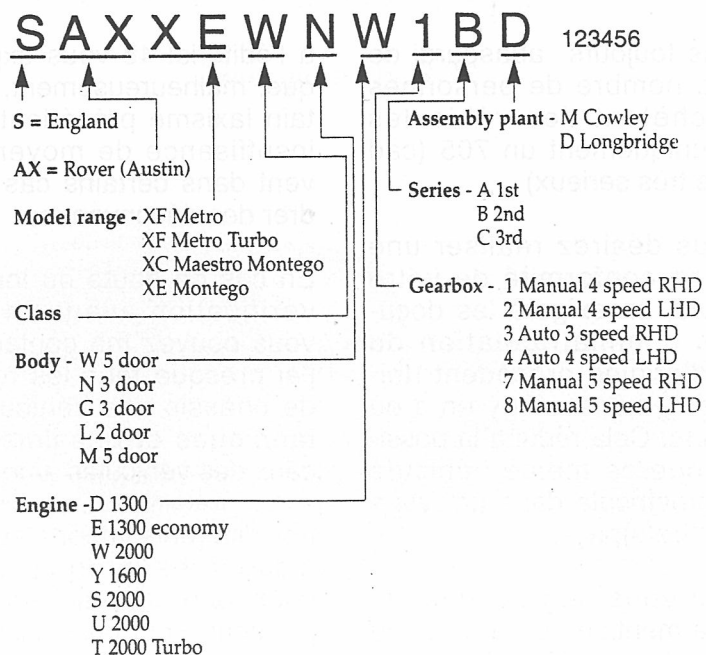 SAXXEWNW1BD 123456
S = England
AX = Rover (Austin)
Model range - XF Metro
XF Metro Turbo
XC Maestro Montego
XE Montego
Class
Body - W 5 door
N 3 door
G 3 door
L 2 door
M 5 door
Engine -D 1300
E 1300 economy
W 2000
Y 1600
S 2000
U 2000
T 2000 Turbo
Assembly plant - M Cowley
D Longbridge
Series - A 1st
B 2nd
C 3rd
Gearbox - 1 Manual 4 speed RHD
2 Manual 4 speed LHD
3 Auto 3 speed RHD
4 Auto 4 speed LHD
7 Manual 5 speed RHD
8 Manual 5 speed LHD